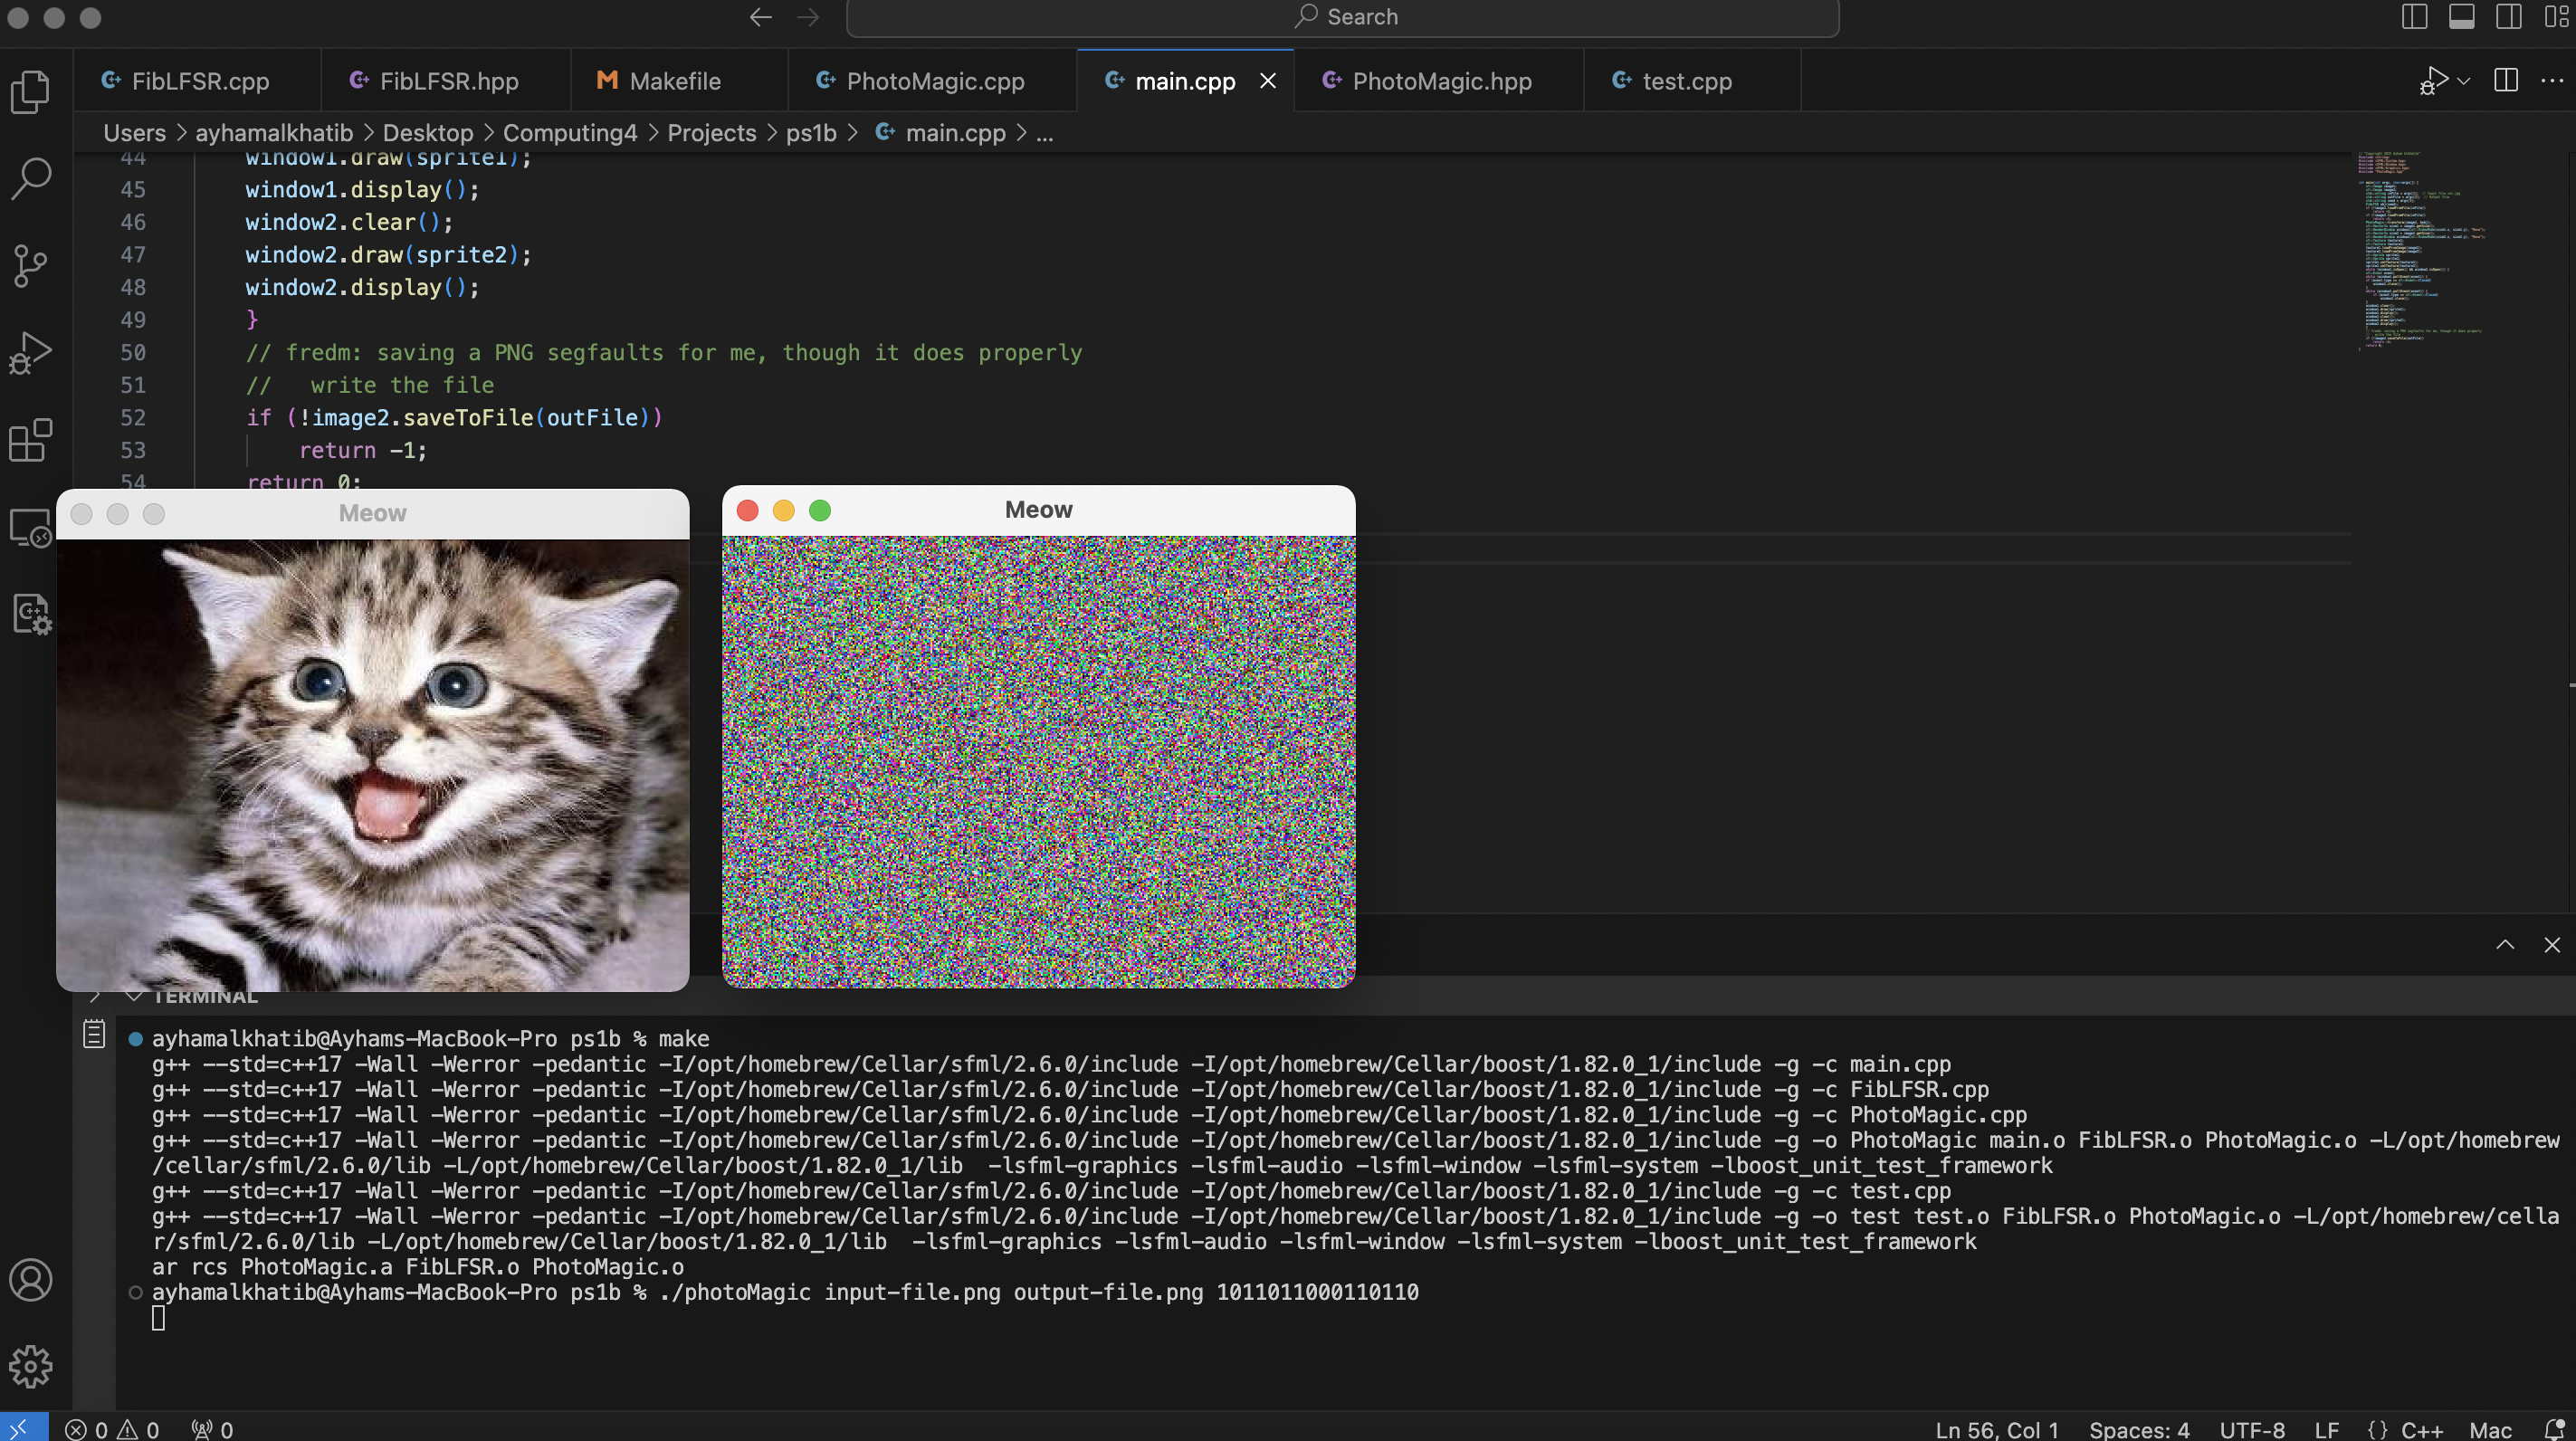 Search
FibLFSR.cpp FibLFSR.hpp Makefile PhotoMagic.cpp main.cpp PhotoMagic.hpp test.cpp
Users > ayhamalkhatib > Desktop > Computing4 > Projects > ps1b > main.cpp > ...
44 window1.draw(sprite1);
45 window1.display();
46 window2.clear();
47 window2.draw(sprite2);
48 window2.display();
49 }
50 // fredm: saving a PNG segfaults for me, though it does properly
51 //   write the file
52 if (!image2.saveToFile(outFile))
53 return -1;
54 return 0;
Meow
Meow
TERMINAL
ayhamalkhatib@Ayhams-MacBook-Pro ps1b % make
g++ --std=c++17 -Wall -Werror -pedantic -I/opt/homebrew/Cellar/sfml/2.6.0/include -I/opt/homebrew/Cellar/boost/1.82.0_1/include -g -c main.cpp
g++ --std=c++17 -Wall -Werror -pedantic -I/opt/homebrew/Cellar/sfml/2.6.0/include -I/opt/homebrew/Cellar/boost/1.82.0_1/include -g -c FibLFSR.cpp
g++ --std=c++17 -Wall -Werror -pedantic -I/opt/homebrew/Cellar/sfml/2.6.0/include -I/opt/homebrew/Cellar/boost/1.82.0_1/include -g -c PhotoMagic.cpp
g++ --std=c++17 -Wall -Werror -pedantic -I/opt/homebrew/Cellar/sfml/2.6.0/include -I/opt/homebrew/Cellar/boost/1.82.0_1/include -g -o PhotoMagic main.o FibLFSR.o PhotoMagic.o -L/opt/homebrew
/cellar/sfml/2.6.0/lib -L/opt/homebrew/Cellar/boost/1.82.0_1/lib  -lsfml-graphics -lsfml-audio -lsfml-window -lsfml-system -lboost_unit_test_framework
g++ --std=c++17 -Wall -Werror -pedantic -I/opt/homebrew/Cellar/sfml/2.6.0/include -I/opt/homebrew/Cellar/boost/1.82.0_1/include -g -c test.cpp
g++ --std=c++17 -Wall -Werror -pedantic -I/opt/homebrew/Cellar/sfml/2.6.0/include -I/opt/homebrew/Cellar/boost/1.82.0_1/include -g -o test test.o FibLFSR.o PhotoMagic.o -L/opt/homebrew/cella
r/sfml/2.6.0/lib -L/opt/homebrew/Cellar/boost/1.82.0_1/lib  -lsfml-graphics -lsfml-audio -lsfml-window -lsfml-system -lboost_unit_test_framework
ar rcs PhotoMagic.a FibLFSR.o PhotoMagic.o
ayhamalkhatib@Ayhams-MacBook-Pro ps1b % ./photoMagic input-file.png output-file.png 1011011000110110
0 0 0 Ln 56, Col 1 Spaces: 4 UTF-8 LF {} C++ Mac